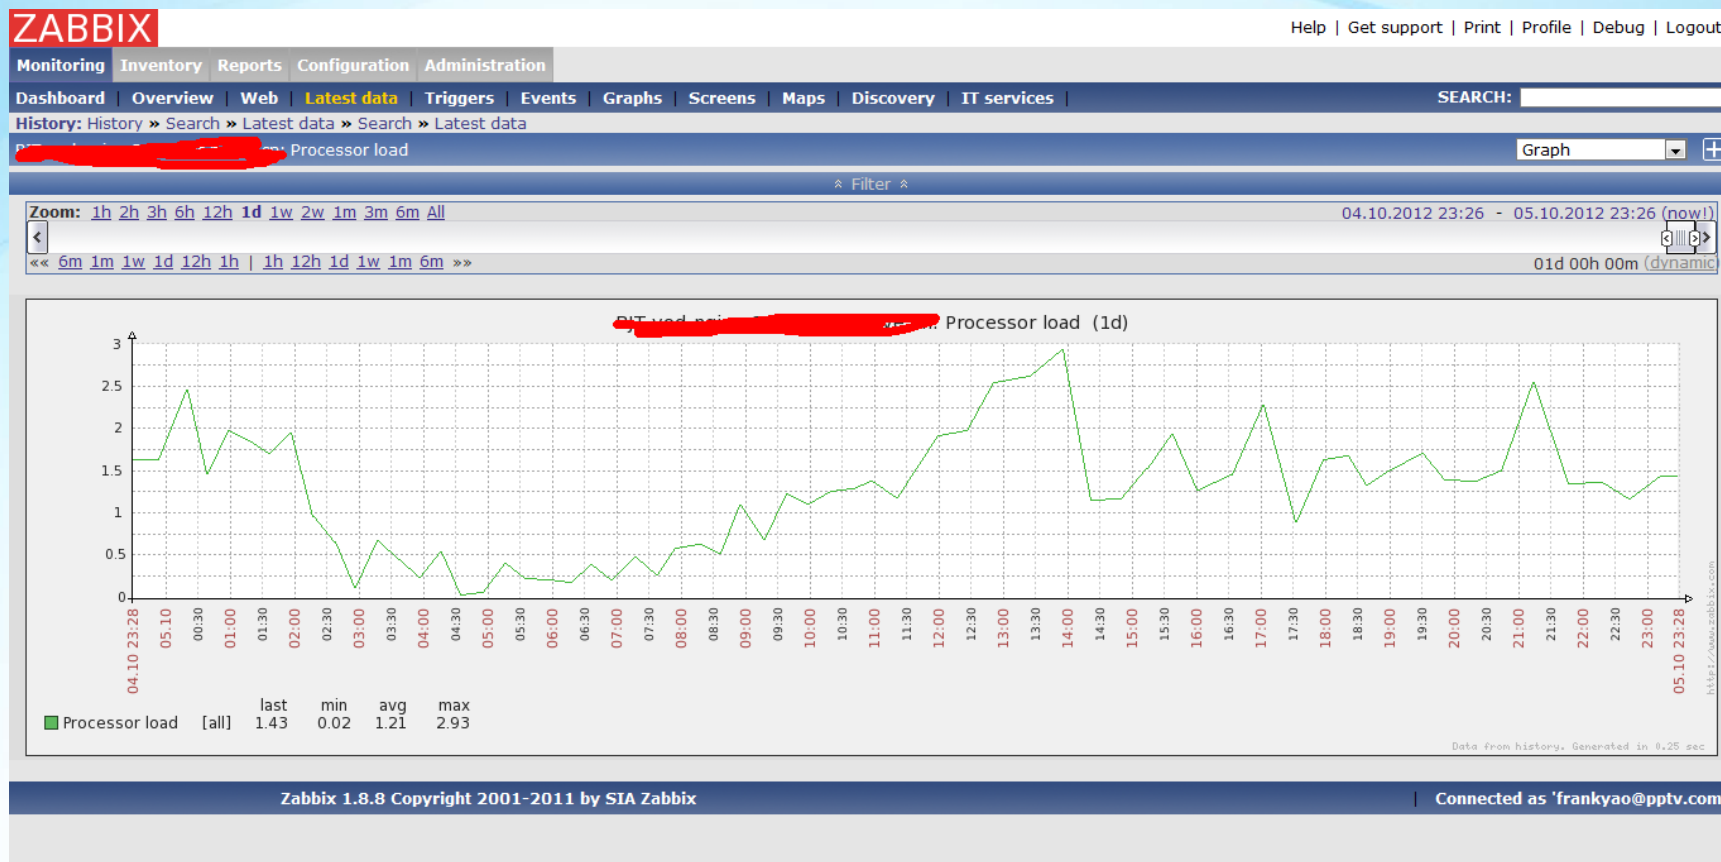 ZABBIX
Help | Get support | Print | Profile | Debug | Logout
Monitoring Inventory Reports Configuration Administration
Dashboard | Overview | Web | Latest data | Triggers | Events | Graphs | Screens | Maps | Discovery | IT services |
SEARCH:
History: History » Search » Latest data » Search » Latest data
Processor load
Graph
Filter
Zoom: 1h 2h 3h 6h 12h 1d 1w 2w 1m 3m 6m All
04.10.2012 23:26 - 05.10.2012 23:26 (now!)
«« 6m 1m 1w 1d 12h 1h | 1h 12h 1d 1w 1m 6m »»
01d 00h 00m (dynamic)
Processor load (1d)
3
2.5
2
1.5
1
0.5
0
04.10 23:28 05.10 00:30 01:00 01:30 02:00 02:30 03:00 03:30 04:00 04:30 05:00 05:30 06:00 06:30 07:00 07:30 08:00 08:30 09:00 09:30 10:00 10:30 11:00 11:30 12:00 12:30 13:00 13:30 14:00 14:30 15:00 15:30 16:00 16:30 17:00 17:30 18:00 18:30 19:00 19:30 20:00 20:30 21:00 21:30 22:00 22:30 23:00 05.10 23:28
last min avg max
Processor load [all] 1.43 0.02 1.21 2.93
http://www.zabbix.com
Data from history. Generated in 0.25 sec
Zabbix 1.8.8 Copyright 2001-2011 by SIA Zabbix
| Connected as 'frankyao@pptv.com